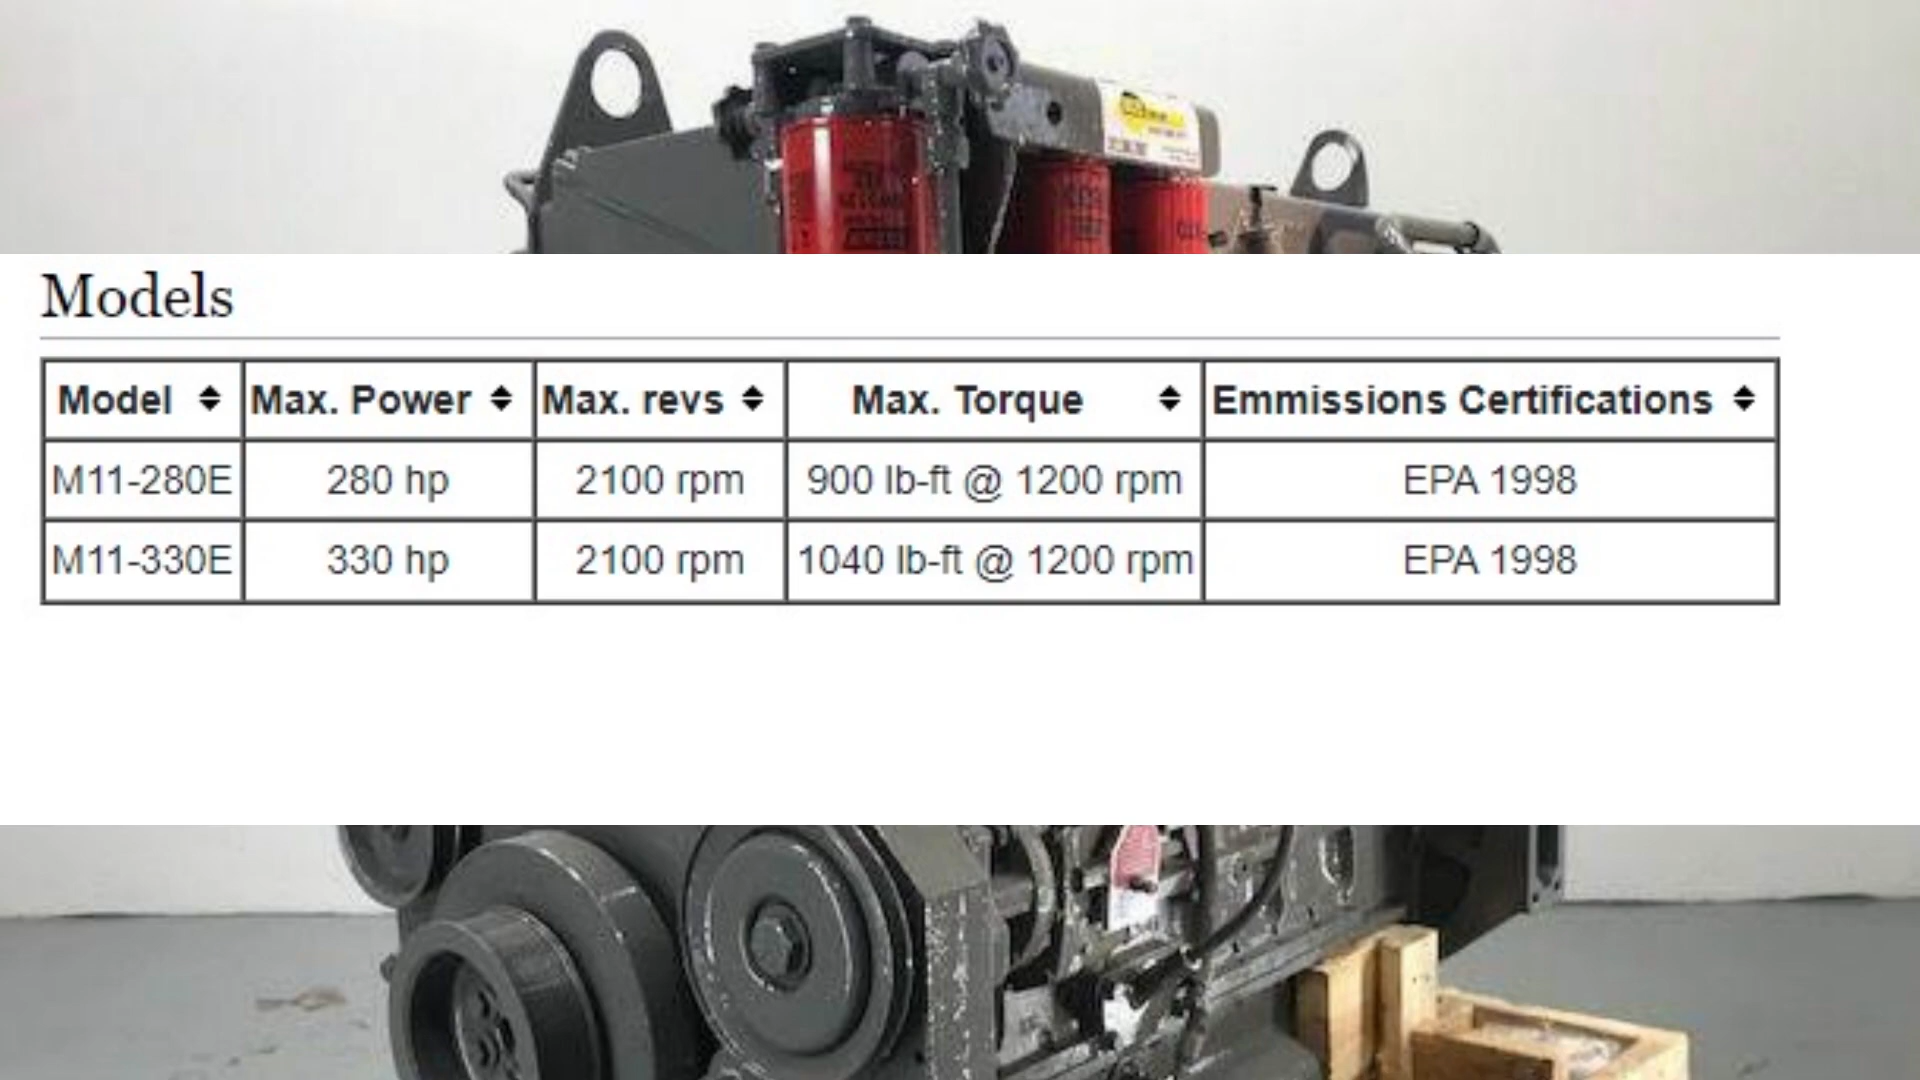 Models
Model Max. Power Max. revs Max. Torque Emmissions Certifications
M11-280E 280 hp 2100 rpm 900 lb-ft @ 1200 rpm EPA 1998
M11-330E 330 hp 2100 rpm 1040 lb-ft @ 1200 rpm EPA 1998